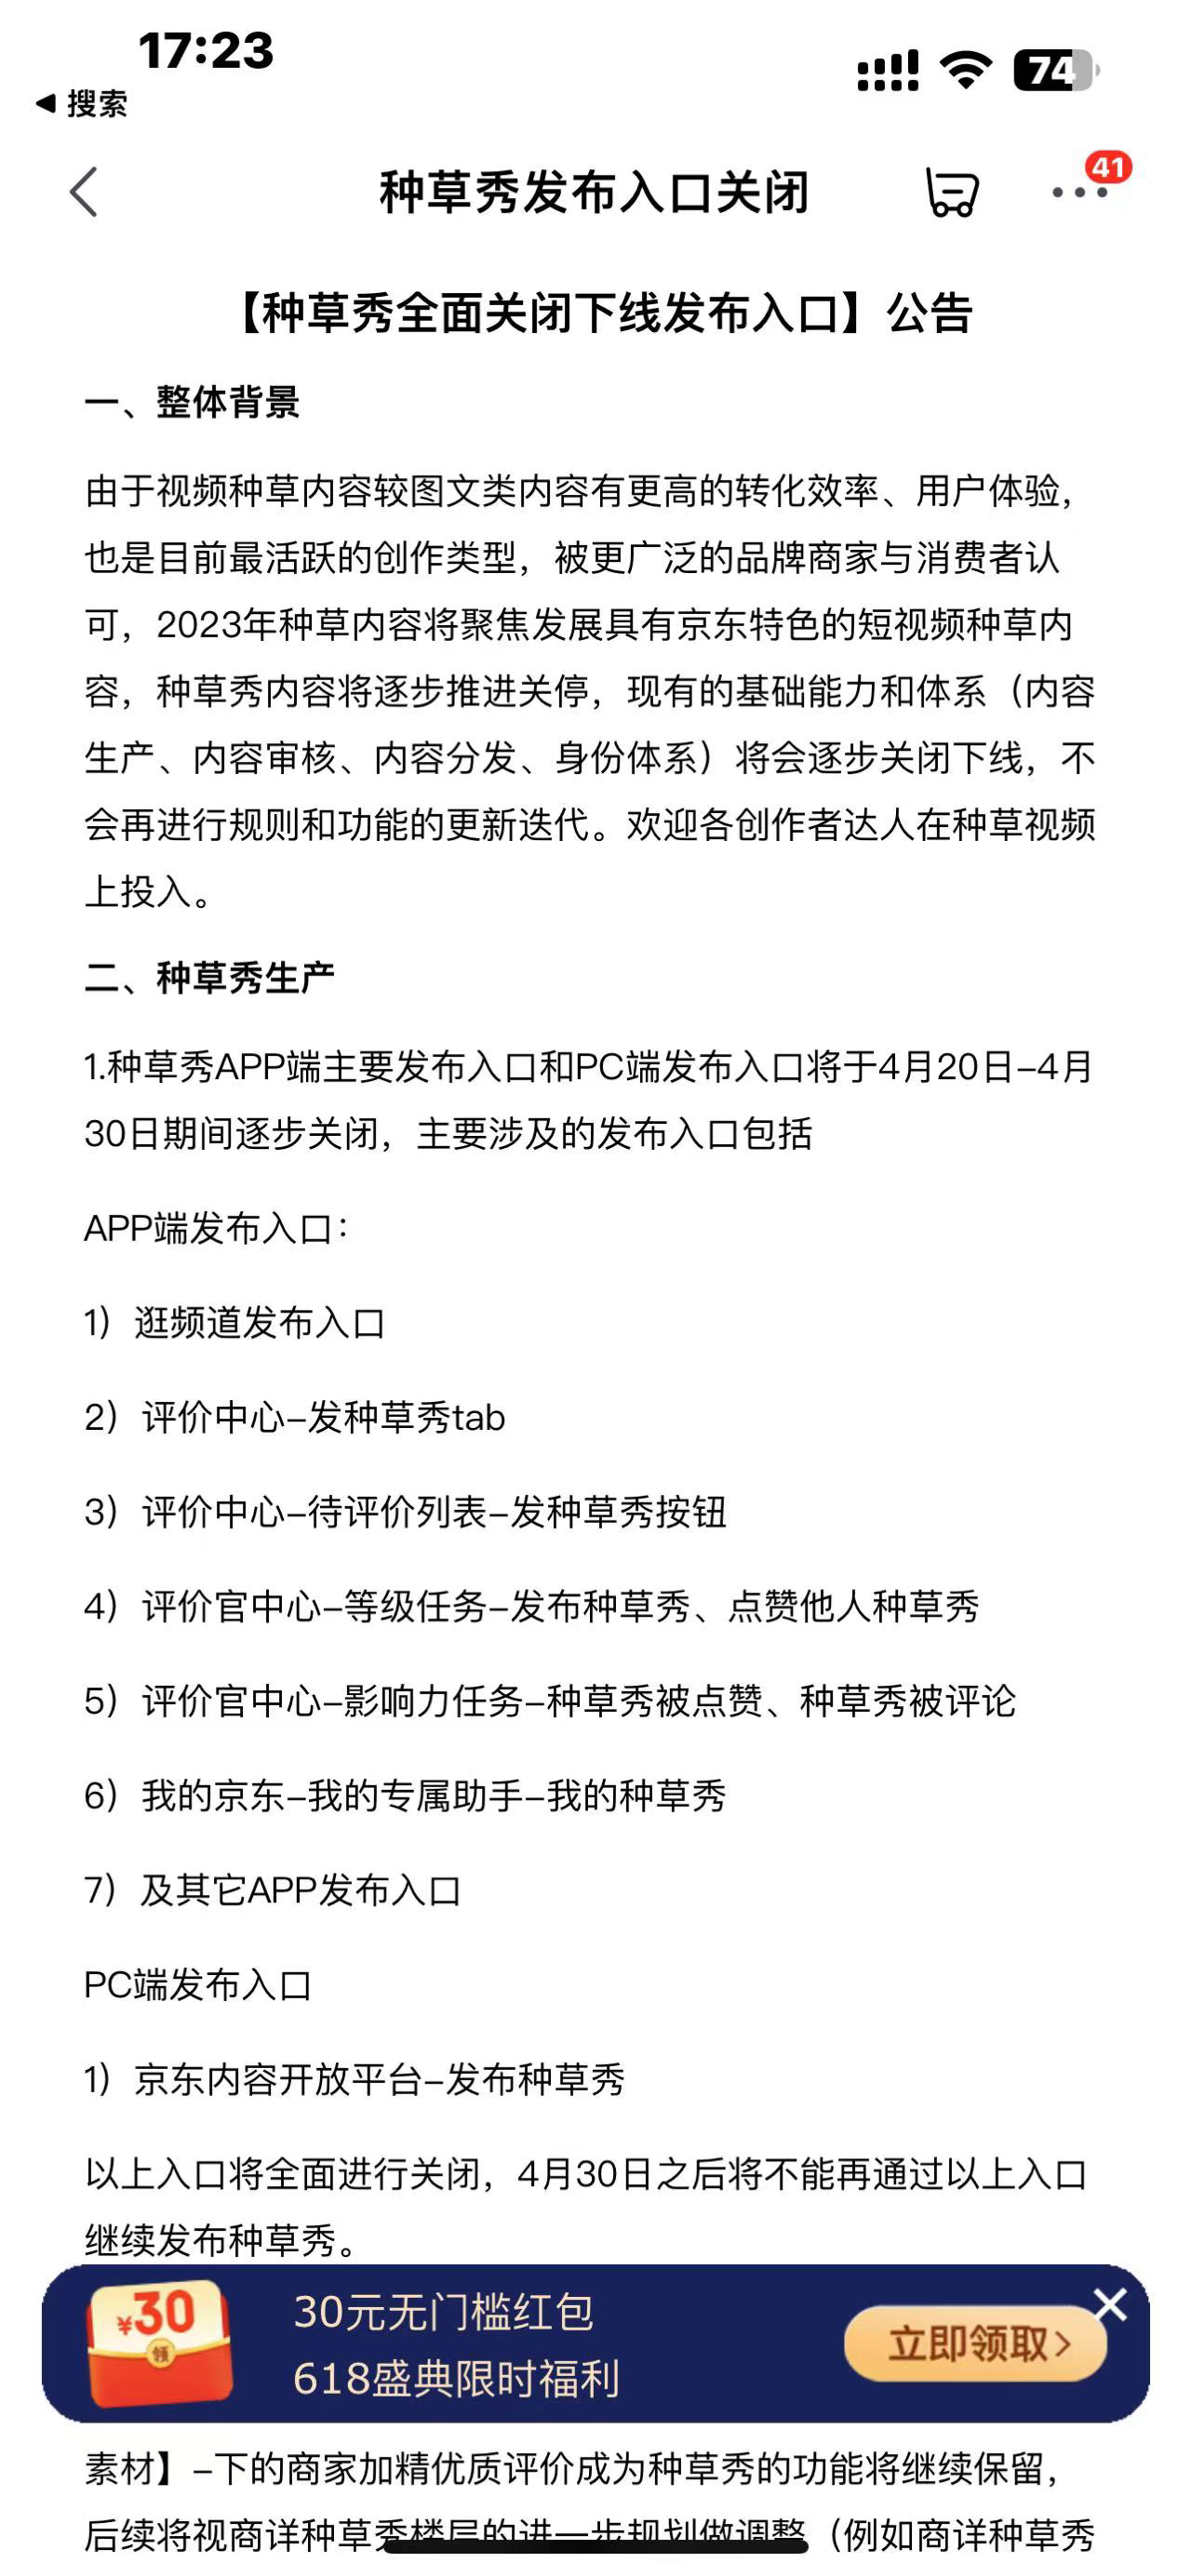 17:23
74
搜索
种草秀发布入口关闭
41
【种草秀全面关闭下线发布入口】公告
一、整体背景
由于视频种草内容较图文类内容有更高的转化效率、用户体验，
也是目前最活跃的创作类型，被更广泛的品牌商家与消费者认
可，2023年种草内容将聚焦发展具有京东特色的短视频种草内
容，种草秀内容将逐步推进关停，现有的基础能力和体系（内容
生产、内容审核、内容分发、身份体系）将会逐步关闭下线，不
会再进行规则和功能的更新迭代。欢迎各创作者达人在种草视频
上投入。
二、种草秀生产
1.种草秀APP端主要发布入口和PC端发布入口将于4月20日–4月
30日期间逐步关闭，主要涉及的发布入口包括
APP端发布入口：
1）逛频道发布入口
2）评价中心–发种草秀tab
3）评价中心–待评价列表–发种草秀按钮
4）评价官中心–等级任务–发布种草秀、点赞他人种草秀
5）评价官中心–影响力任务–种草秀被点赞、种草秀被评论
6）我的京东–我的专属助手–我的种草秀
7）及其它APP发布入口
PC端发布入口
1）京东内容开放平台–发布种草秀
以上入口将全面进行关闭，4月30日之后将不能再通过以上入口
继续发布种草秀。
¥30
领
30元无门槛红包
618盛典限时福利
立即领取
素材】–下的商家加精优质评价成为种草秀的功能将继续保留，
后续将视商详种草秀楼层的进一步规划做调整（例如商详种草秀